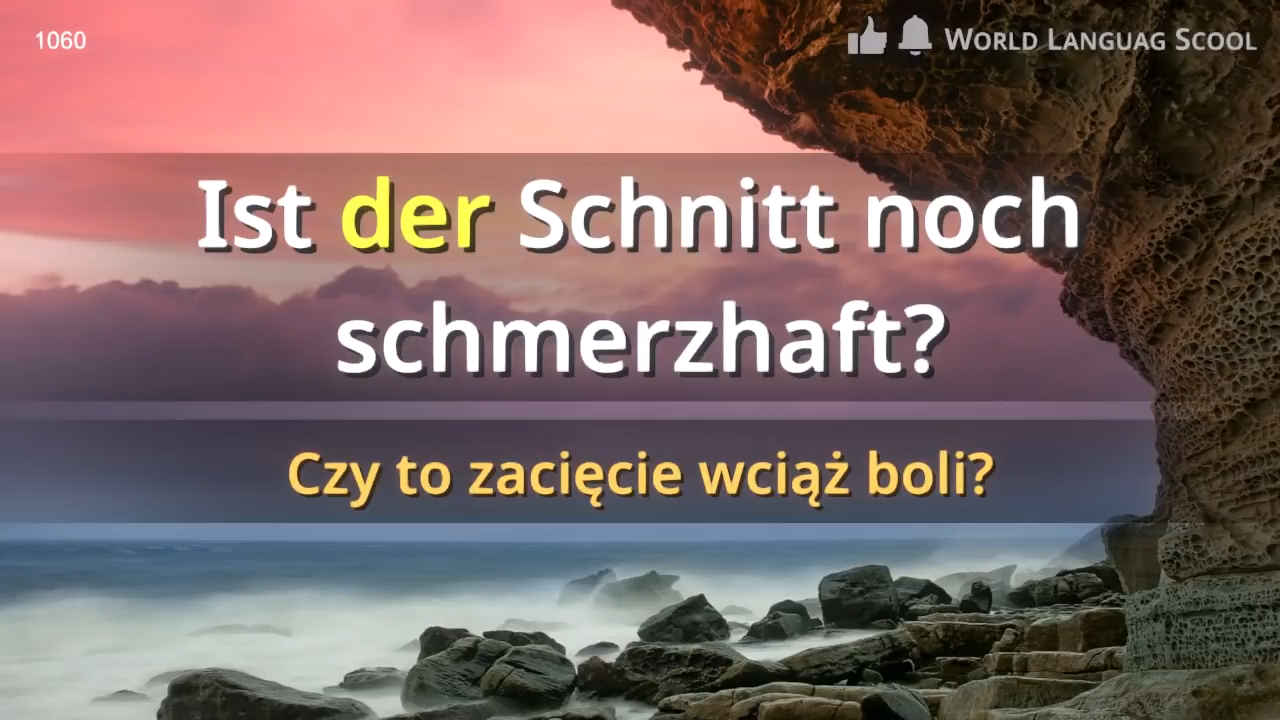 1060
World Languag Scool
Ist der Schnitt noch
schmerzhaft?
Czy to zacięcie wciąż boli?